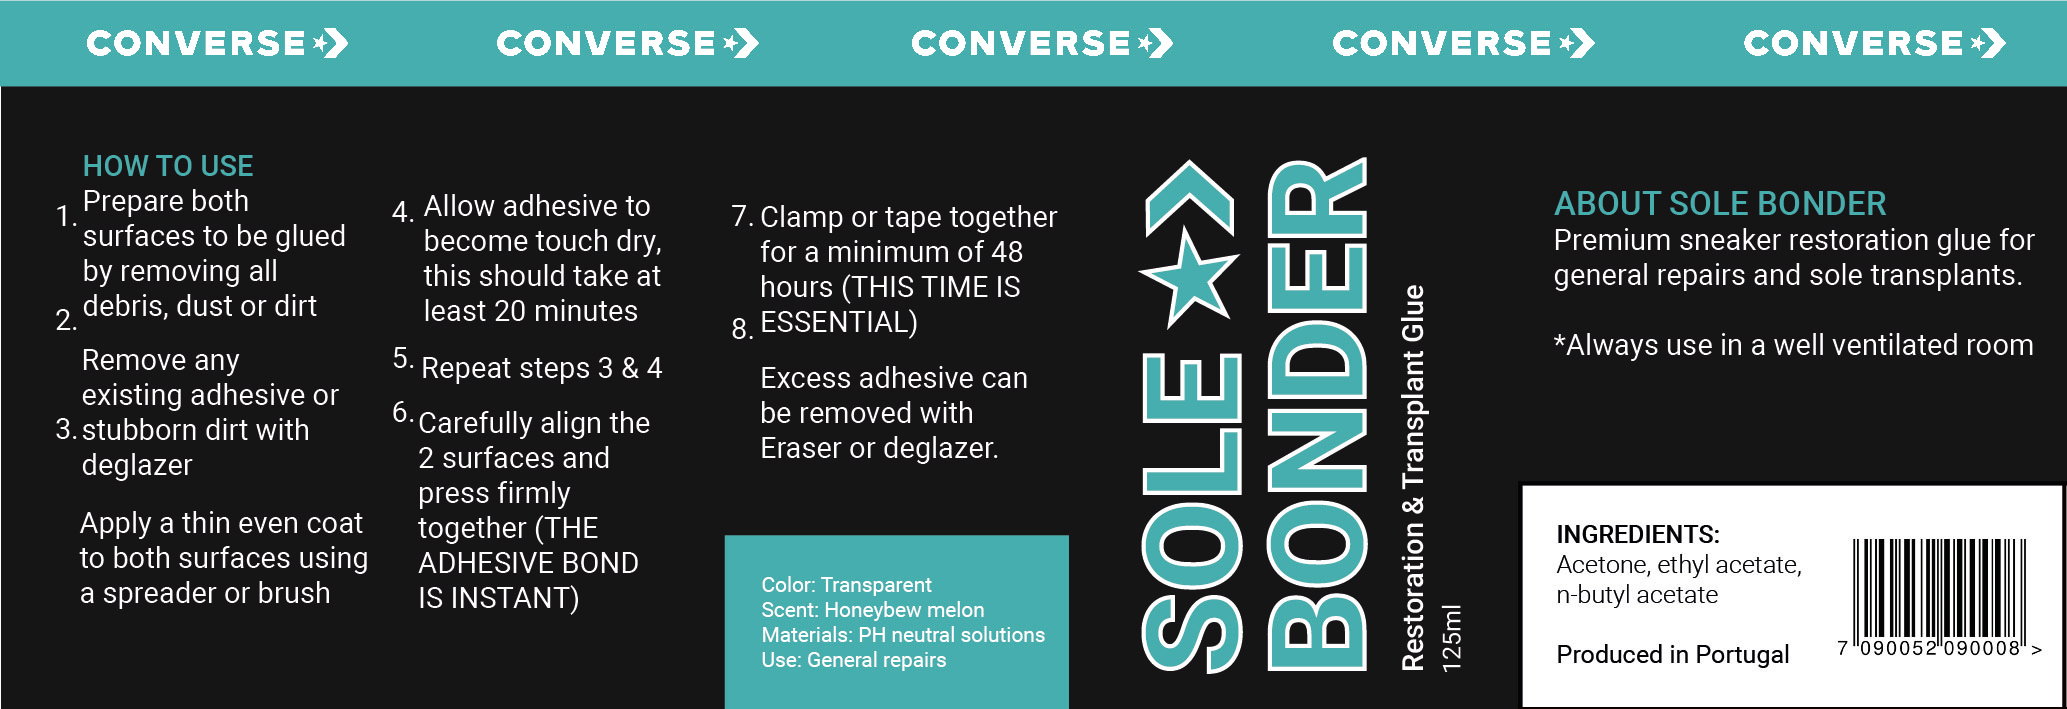 CONVERSE CONVERSE CONVERSE CONVERSE CONVERSE
HOW TO USE
1. Prepare both
surfaces to be glued
by removing all
debris, dust or dirt
2. Remove any
existing adhesive or
stubborn dirt with
deglazer
3. Apply a thin even coat
to both surfaces using
a spreader or brush
4. Allow adhesive to
become touch dry,
this should take at
least 20 minutes
5. Repeat steps 3 & 4
6. Carefully align the
2 surfaces and
press firmly
together (THE
ADHESIVE BOND
IS INSTANT)
7. Clamp or tape together
for a minimum of 48
hours (THIS TIME IS
ESSENTIAL)
8. Excess adhesive can
be removed with
Eraser or deglazer.
Color: Transparent
Scent: Honeybew melon
Materials: PH neutral solutions
Use: General repairs
SOLE
BONDER
Restoration & Transplant Glue
125ml
ABOUT SOLE BONDER
Premium sneaker restoration glue for
general repairs and sole transplants.
*Always use in a well ventilated room
INGREDIENTS:
Acetone, ethyl acetate,
n-butyl acetate
Produced in Portugal
7 090052 090008 >